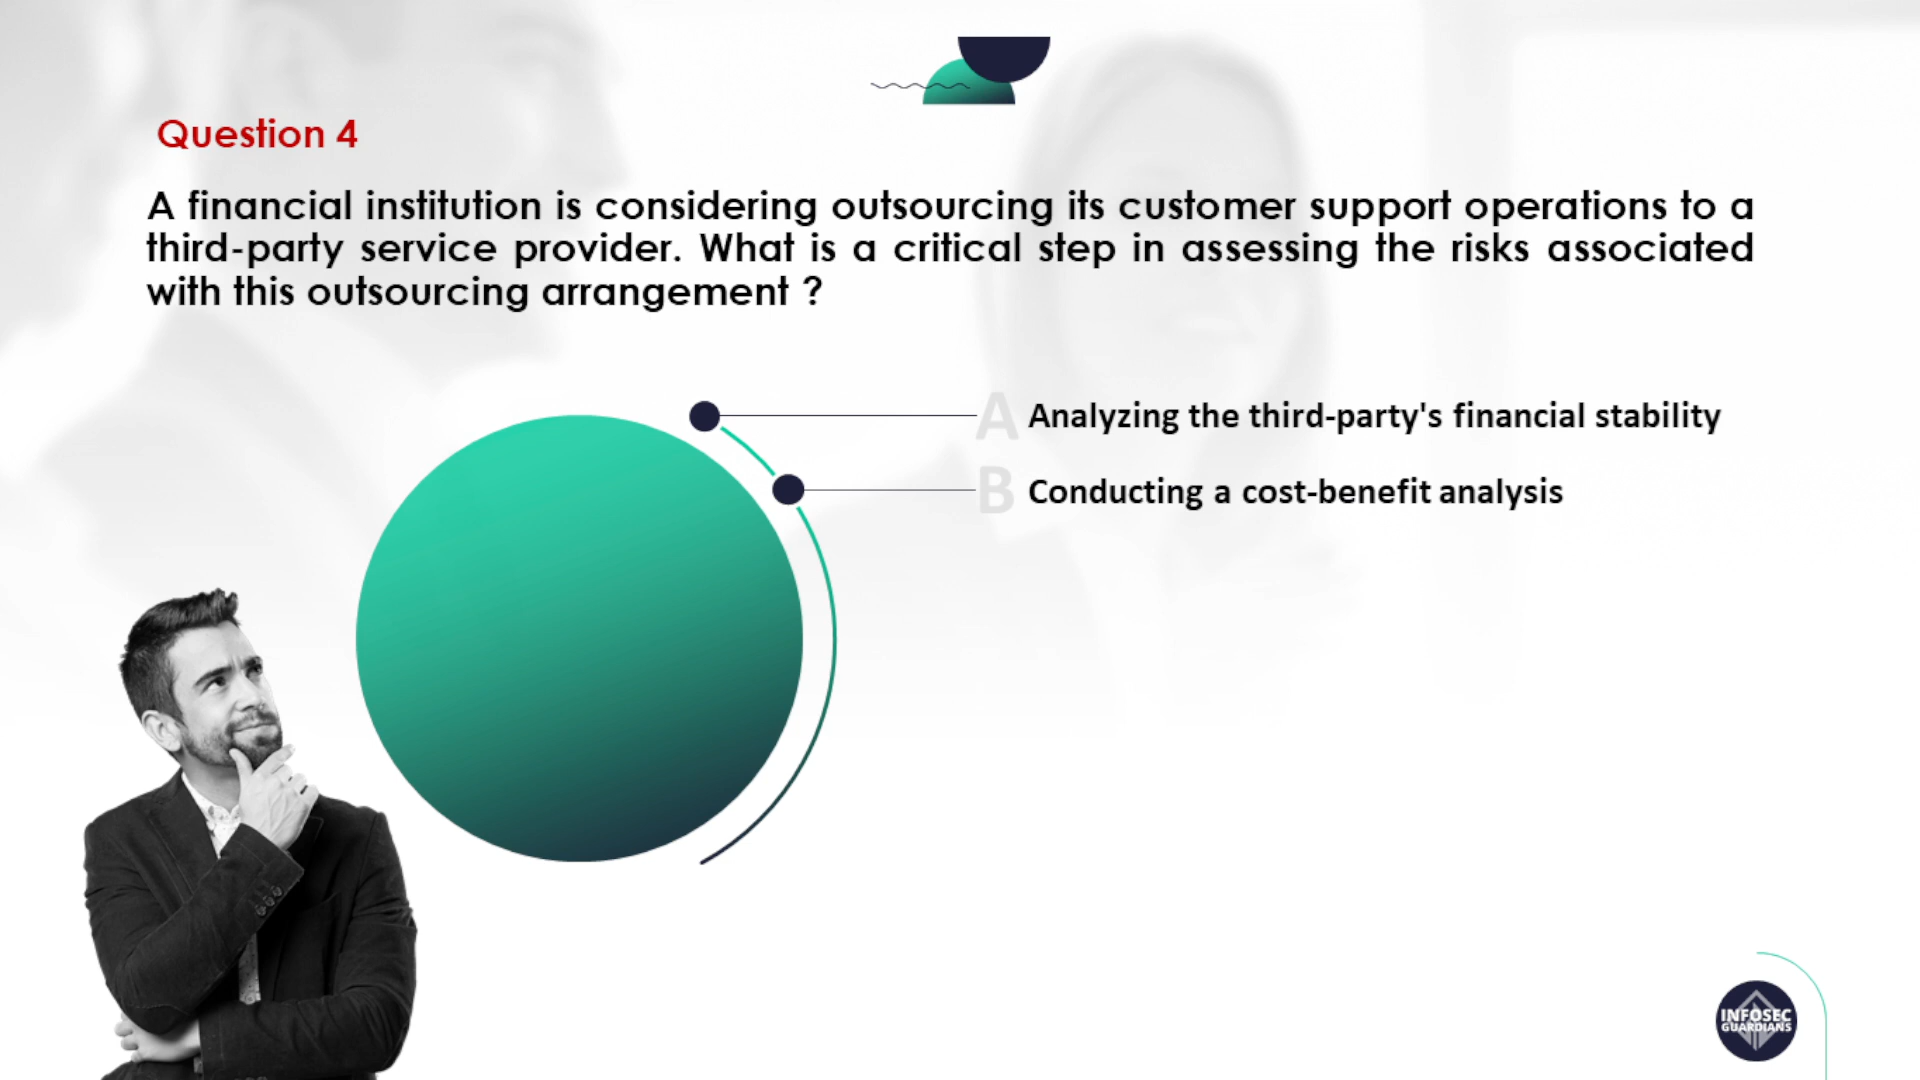 Question 4
A financial institution is considering outsourcing its customer support operations to a
third-party service provider. What is a critical step in assessing the risks associated
with this outsourcing arrangement ?
A Analyzing the third-party's financial stability
B Conducting a cost-benefit analysis
INFOSEC
GUARDIANS